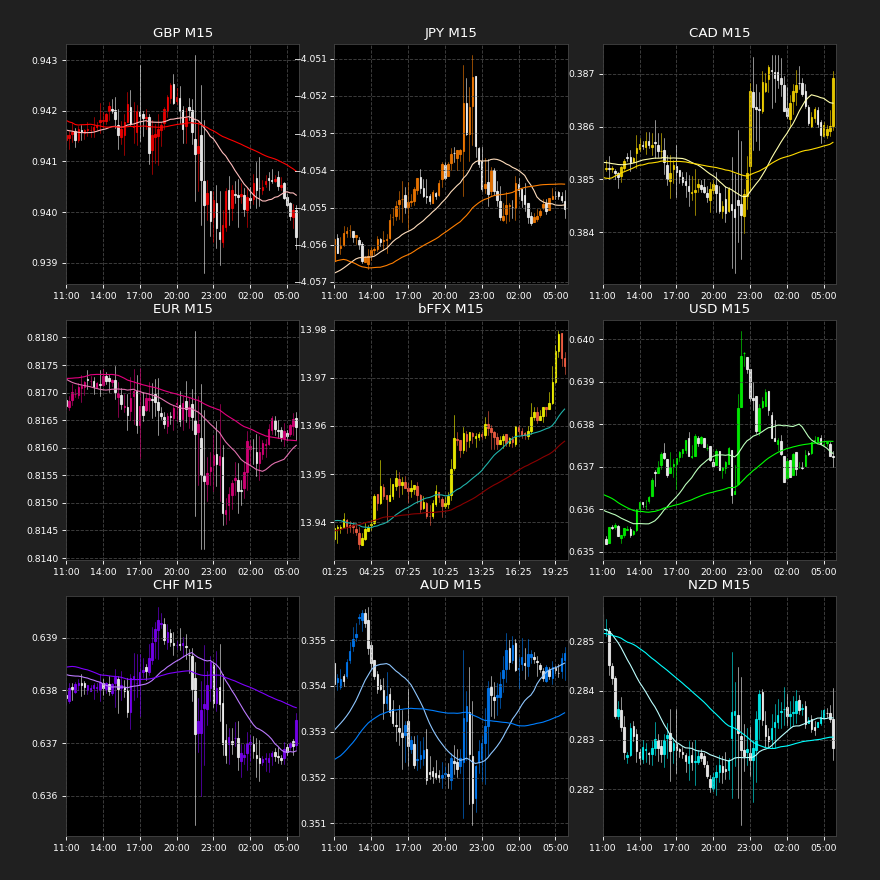 GBP M15
0.943
0.942
0.941
0.940
0.939
11:00 14:00 17:00 20:00 23:00 02:00 05:00
JPY M15
−4.051
−4.052
−4.053
−4.054
−4.055
−4.056
−4.057
11:00 14:00 17:00 20:00 23:00 02:00 05:00
CAD M15
0.387
0.386
0.385
0.384
11:00 14:00 17:00 20:00 23:00 02:00 05:00
EUR M15
0.8180
0.8175
0.8170
0.8165
0.8160
0.8155
0.8150
0.8145
0.8140
11:00 14:00 17:00 20:00 23:00 02:00 05:00
bFFX M15
13.98
13.97
13.96
13.95
13.94
01:25 04:25 07:25 10:25 13:25 16:25 19:25
USD M15
0.640
0.639
0.638
0.637
0.636
0.635
11:00 14:00 17:00 20:00 23:00 02:00 05:00
CHF M15
0.639
0.638
0.637
0.636
11:00 14:00 17:00 20:00 23:00 02:00 05:00
AUD M15
0.355
0.354
0.353
0.352
0.351
11:00 14:00 17:00 20:00 23:00 02:00 05:00
NZD M15
0.285
0.284
0.283
0.282
11:00 14:00 17:00 20:00 23:00 02:00 05:00